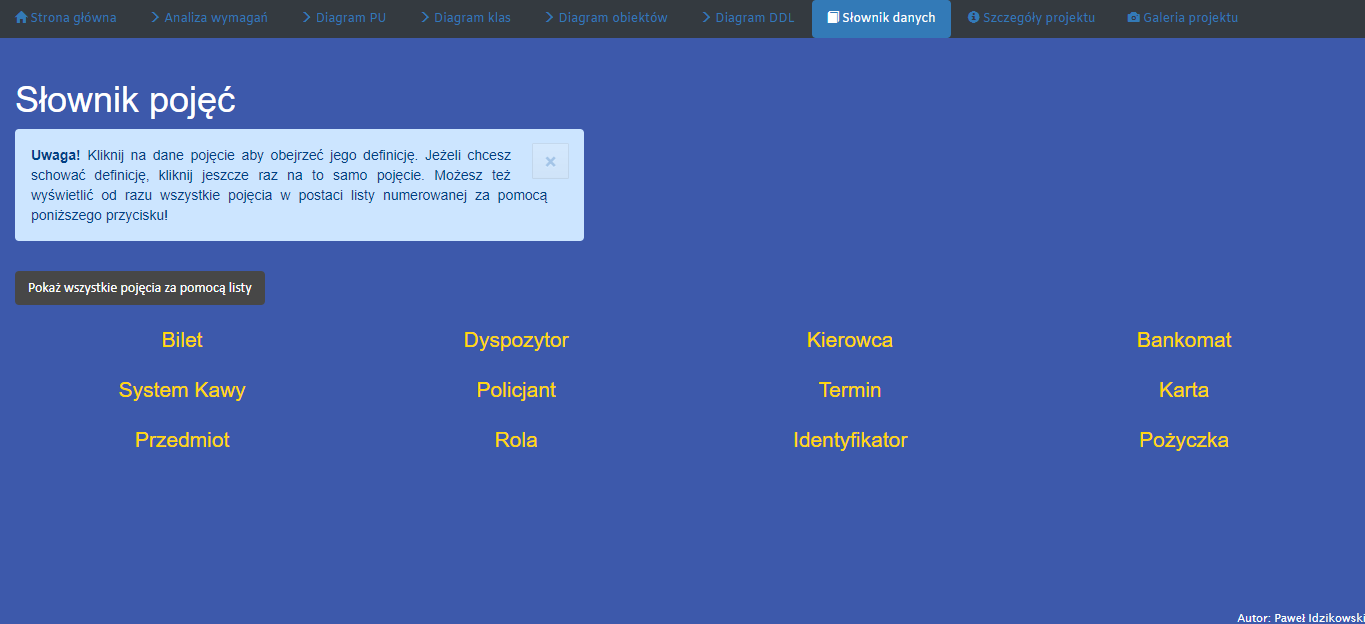 Strona główna Analiza wymagań Diagram PU Diagram klas Diagram obiektów Diagram DDL Słownik danych Szczegóły projektu Galeria projektu
Słownik pojęć
Uwaga! Kliknij na dane pojęcie aby obejrzeć jego definicję. Jeżeli chcesz
schować definicję, kliknij jeszcze raz na to samo pojęcie. Możesz też
wyświetlić od razu wszystkie pojęcia w postaci listy numerowanej za pomocą
poniższego przycisku!
Pokaż wszystkie pojęcia za pomocą listy
Bilet Dyspozytor Kierowca Bankomat
System Kawy Policjant Termin Karta
Przedmiot Rola Identyfikator Pożyczka
Autor: Paweł Idzikowski